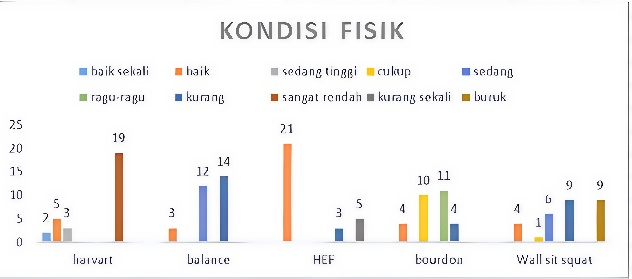 KONDISI FISIK
baik sekali baik sedang tinggi cukup sedang
ragu-ragu kurang sangat rendah kurang sekali buruk
25
20
15
10
5
0
2 5 3 19
3 12 14
21 3 5
4 10 11 4
4 1 6 9 9
harvart balance HEF bourdon Wall sit squat